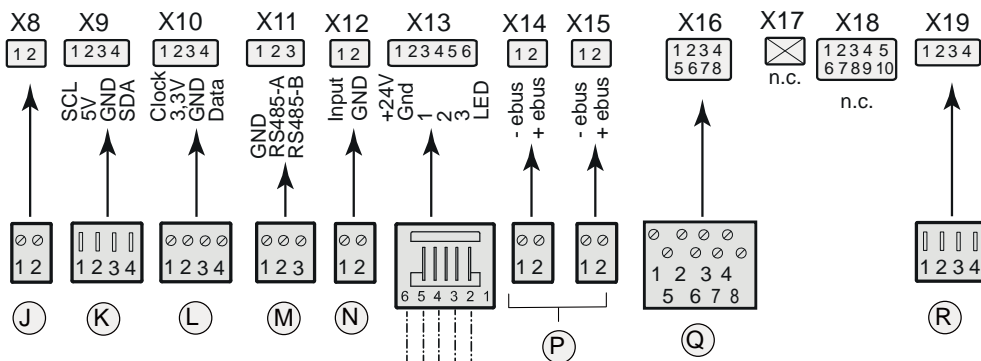 X8 X9 X10 X11 X12 X13 X14 X15 X16 X17 X18 X19
1 2 1 2 3 4 1 2 3 4 1 2 3 1 2 1 2 3 4 5 6 1 2 1 2 1 2 3 4 1 2 3 4 5 1 2 3 4
5 6 7 8 6 7 8 9 10
n.c.
n.c.
SCL
5V
GND
SDA
Clock
3,3V
GND
Data
GND
RS485-A
RS485-B
Input
GND
+24V
Gnd
1
2
3
LED
- ebus
+ ebus
- ebus
+ ebus
1 2 1 2 3 4 1 2 3 4 1 2 3 1 2 6 5 4 3 2 1 1 2 1 2 1 2 3 4 1 2 3 4
5 6 7 8
J K L M N P Q R